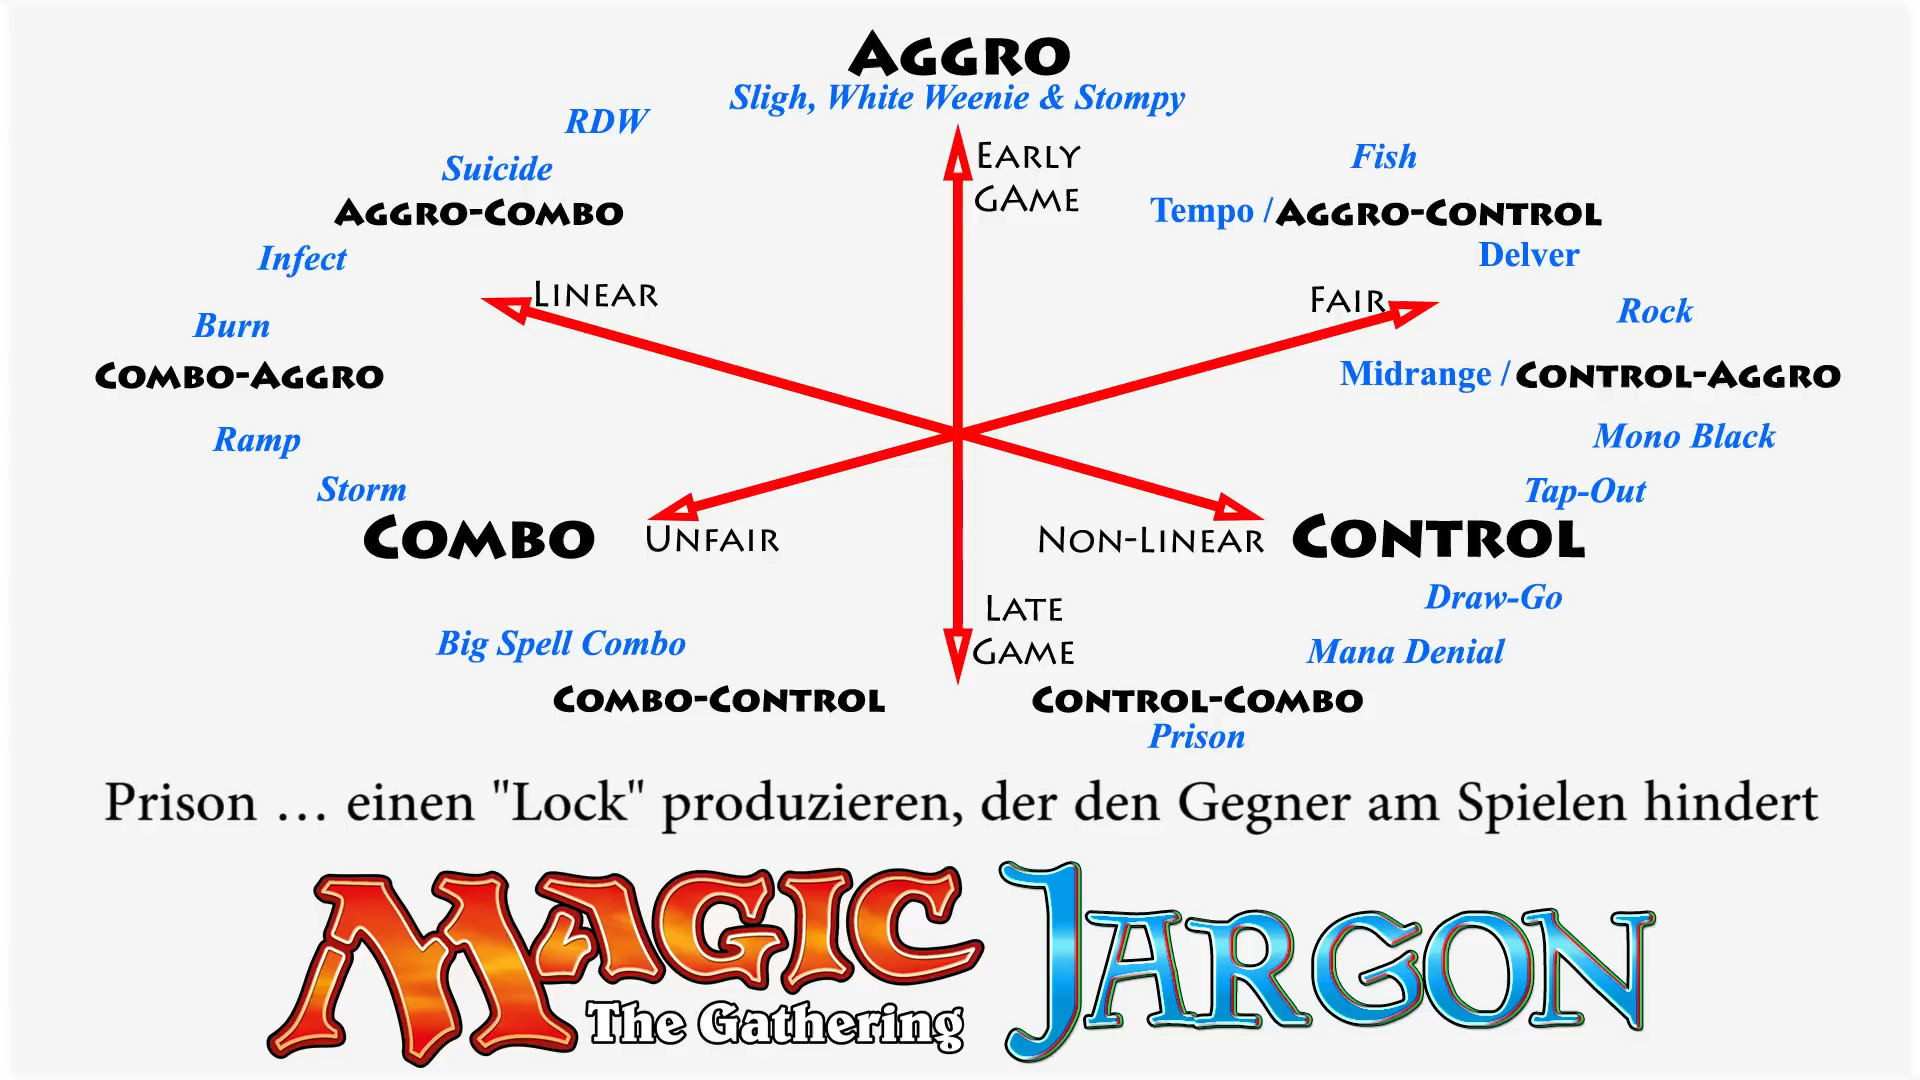 AGGRO
Sligh, White Weenie & Stompy
RDW
Suicide
AGGRO-COMBO
Infect
LINEAR
Burn
COMBO-AGGRO
Ramp
Storm
COMBO
UNFAIR
EARLY
GAME
Fish
Tempo / AGGRO-CONTROL
Delver
FAIR
Rock
Midrange / CONTROL-AGGRO
Mono Black
Tap-Out
NON-LINEAR
CONTROL
Draw-Go
LATE
GAME
Mana Denial
Big Spell Combo
COMBO-CONTROL
CONTROL-COMBO
Prison
Prison … einen "Lock" produzieren, der den Gegner am Spielen hindert
MAGIC
The Gathering
JARGON